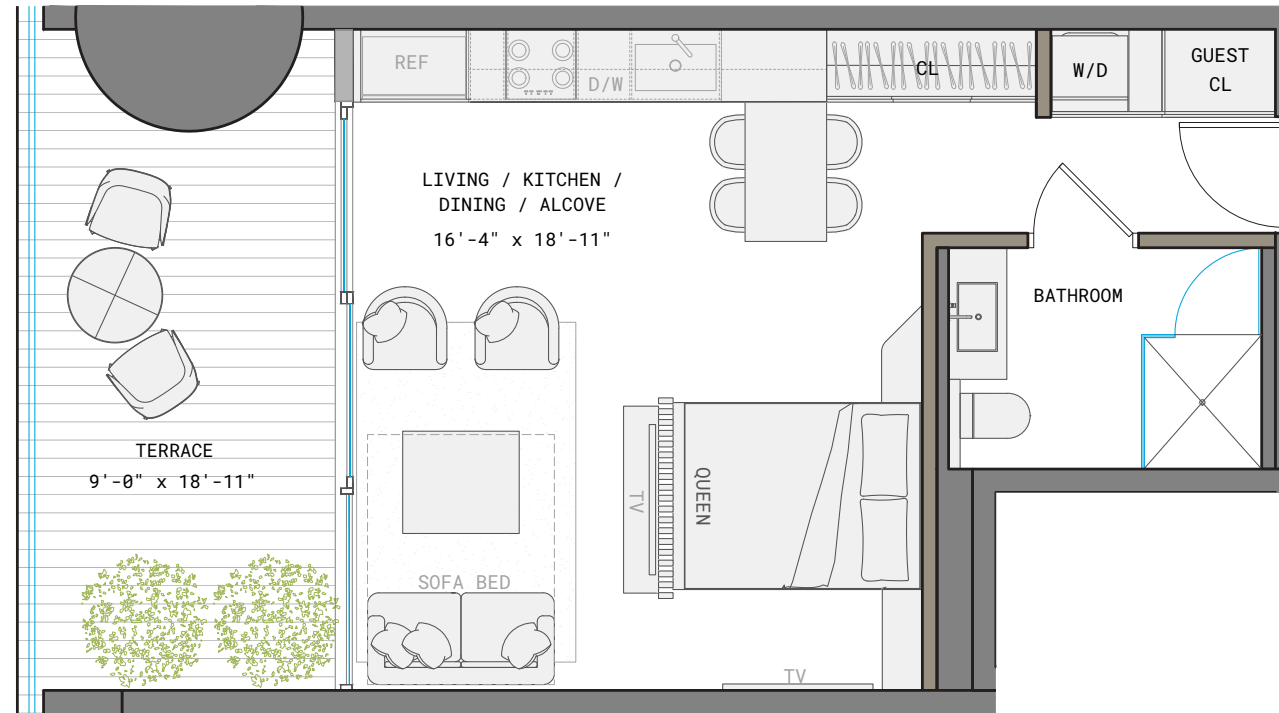 REF
D/W
CL
W/D
GUEST
CL
LIVING / KITCHEN /
DINING / ALCOVE
16'-4" x 18'-11"
BATHROOM
TERRACE
9'-0" x 18'-11"
TV
QUEEN
SOFA BED
TV